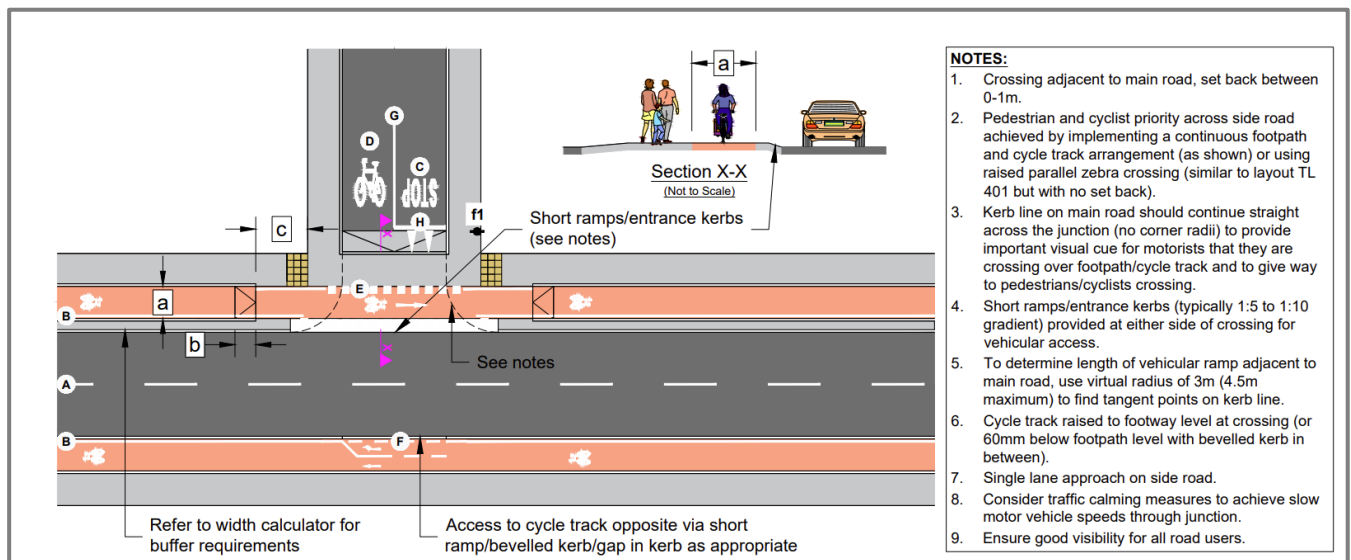 G
D
C
STOP
H
f1
c
a
E
B
b
A
B
F
a
Section X-X
(Not to Scale)
Short ramps/entrance kerbs
(see notes)
X
X
See notes
Refer to width calculator for
buffer requirements
Access to cycle track opposite via short
ramp/bevelled kerb/gap in kerb as appropriate
NOTES:
1. Crossing adjacent to main road, set back between
0-1m.
2. Pedestrian and cyclist priority across side road
achieved by implementing a continuous footpath
and cycle track arrangement (as shown) or using
raised parallel zebra crossing (similar to layout TL
401 but with no set back).
3. Kerb line on main road should continue straight
across the junction (no corner radii) to provide
important visual cue for motorists that they are
crossing over footpath/cycle track and to give way
to pedestrians/cyclists crossing.
4. Short ramps/entrance kerbs (typically 1:5 to 1:10
gradient) provided at either side of crossing for
vehicular access.
5. To determine length of vehicular ramp adjacent to
main road, use virtual radius of 3m (4.5m
maximum) to find tangent points on kerb line.
6. Cycle track raised to footway level at crossing (or
60mm below footpath level with bevelled kerb in
between).
7. Single lane approach on side road.
8. Consider traffic calming measures to achieve slow
motor vehicle speeds through junction.
9. Ensure good visibility for all road users.